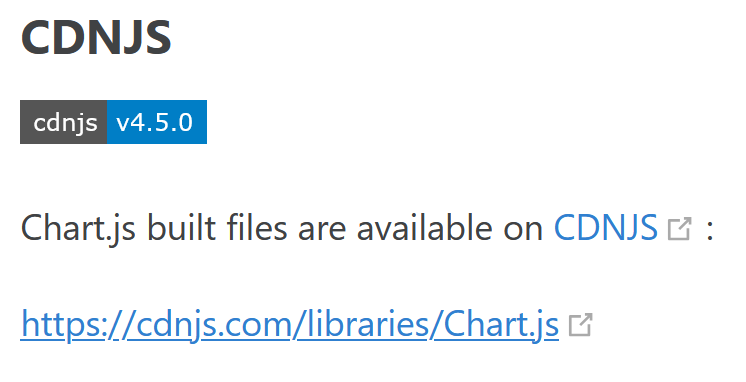 CDNJS
cdnjs v4.5.0
Chart.js built files are available on CDNJS :
https://cdnjs.com/libraries/Chart.js